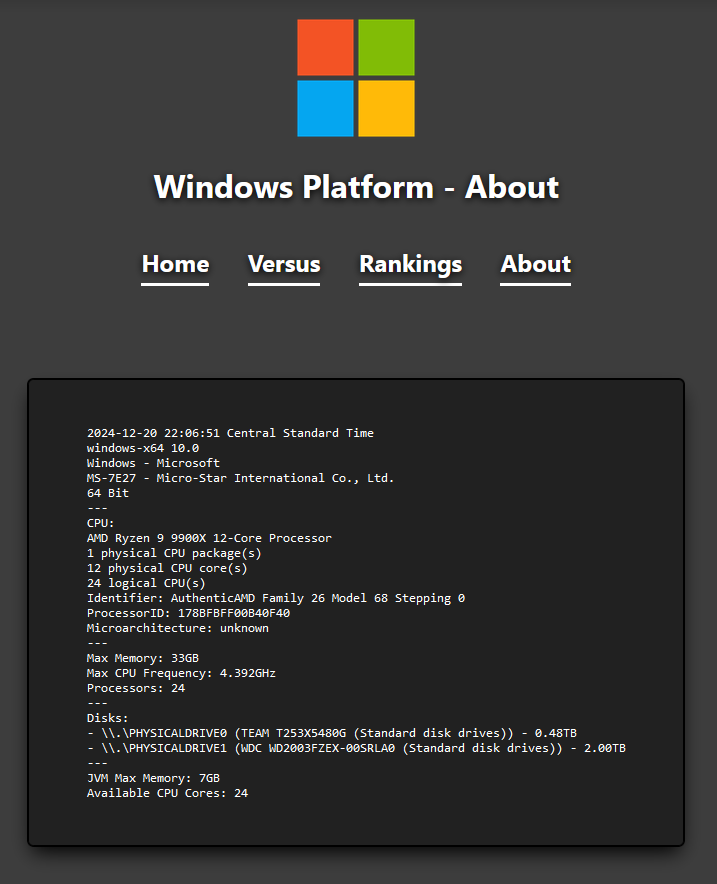 Windows Platform - About
Home Versus Rankings About
2024-12-20 22:06:51 Central Standard Time
windows-x64 10.0
Windows - Microsoft
MS-7E27 - Micro-Star International Co., Ltd.
64 Bit
---
CPU:
AMD Ryzen 9 9900X 12-Core Processor
1 physical CPU package(s)
12 physical CPU core(s)
24 logical CPU(s)
Identifier: AuthenticAMD Family 26 Model 68 Stepping 0
ProcessorID: 178BFBFF00B40F40
Microarchitecture: unknown
---
Max Memory: 33GB
Max CPU Frequency: 4.392GHz
Processors: 24
---
Disks:
- \\.\PHYSICALDRIVE0 (TEAM T253X5480G (Standard disk drives)) - 0.48TB
- \\.\PHYSICALDRIVE1 (WDC WD2003FZEX-00SRLA0 (Standard disk drives)) - 2.00TB
---
JVM Max Memory: 7GB
Available CPU Cores: 24